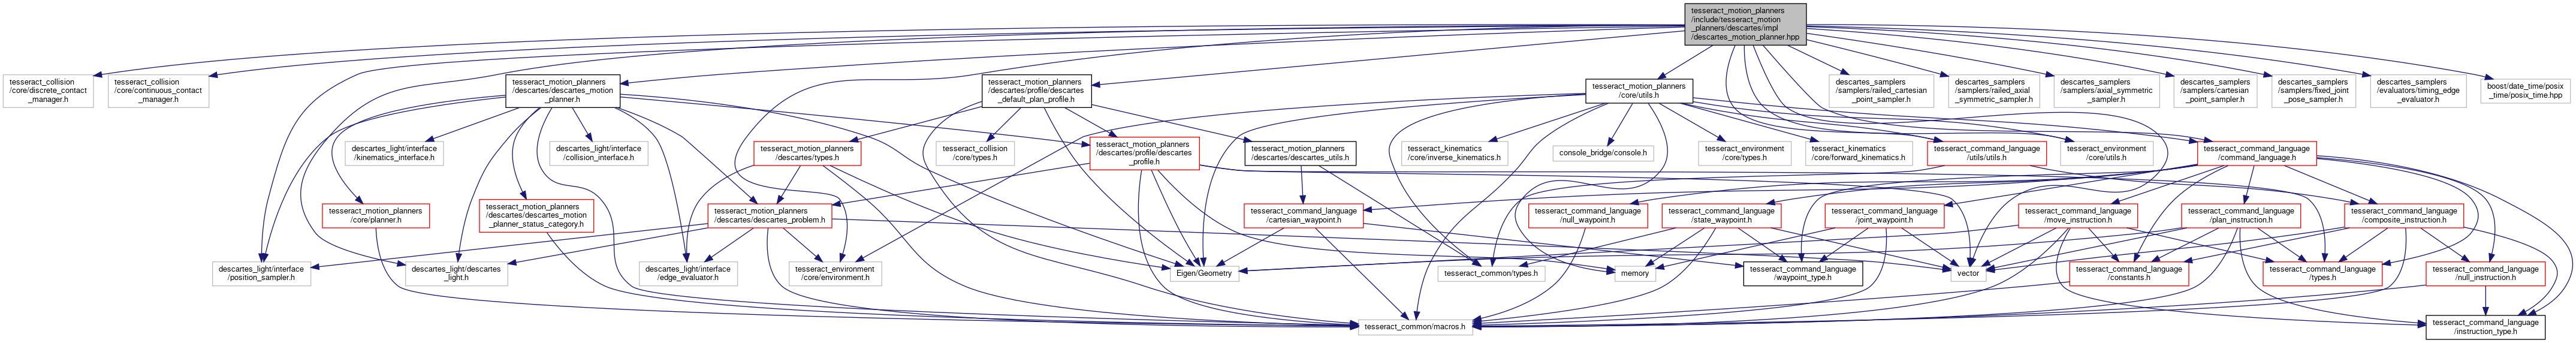 tesseract_motion_planners
/include/tesseract_motion
_planners/descartes/impl
/descartes_motion_planner.hpp
tesseract_collision
/core/discrete_contact
_manager.h
tesseract_collision
/core/continuous_contact
_manager.h
tesseract_motion_planners
/descartes/descartes_motion
_planner.h
tesseract_motion_planners
/descartes/profile/descartes
_default_plan_profile.h
tesseract_motion_planners
/core/utils.h
descartes_samplers
/samplers/railed_cartesian
_point_sampler.h
descartes_samplers
/samplers/railed_axial
_symmetric_sampler.h
descartes_samplers
/samplers/axial_symmetric
_sampler.h
descartes_samplers
/samplers/cartesian
_point_sampler.h
descartes_samplers
/samplers/fixed_joint
_pose_sampler.h
descartes_samplers
/evaluators/timing_edge
_evaluator.h
boost/date_time/posix
_time/posix_time.hpp
descartes_light/interface
/kinematics_interface.h
descartes_light/interface
/collision_interface.h
tesseract_motion_planners
/descartes/types.h
tesseract_collision
/core/types.h
tesseract_motion_planners
/descartes/profile/descartes
_profile.h
tesseract_motion_planners
/descartes/descartes_utils.h
tesseract_kinematics
/core/inverse_kinematics.h
console_bridge/console.h
tesseract_environment
/core/types.h
tesseract_kinematics
/core/forward_kinematics.h
tesseract_command_language
/utils/utils.h
tesseract_environment
/core/utils.h
tesseract_command_language
/command_language.h
tesseract_motion_planners
/core/planner.h
tesseract_motion_planners
/descartes/descartes_motion
_planner_status_category.h
tesseract_motion_planners
/descartes/descartes_problem.h
tesseract_command_language
/cartesian_waypoint.h
tesseract_command_language
/null_waypoint.h
tesseract_command_language
/state_waypoint.h
tesseract_command_language
/joint_waypoint.h
tesseract_command_language
/move_instruction.h
tesseract_command_language
/plan_instruction.h
tesseract_command_language
/composite_instruction.h
descartes_light/interface
/position_sampler.h
descartes_light/descartes
_light.h
descartes_light/interface
/edge_evaluator.h
tesseract_environment
/core/environment.h
Eigen/Geometry
tesseract_common/types.h
memory
tesseract_command_language
/waypoint_type.h
vector
tesseract_command_language
/constants.h
tesseract_command_language
/types.h
tesseract_command_language
/null_instruction.h
tesseract_common/macros.h
tesseract_command_language
/instruction_type.h